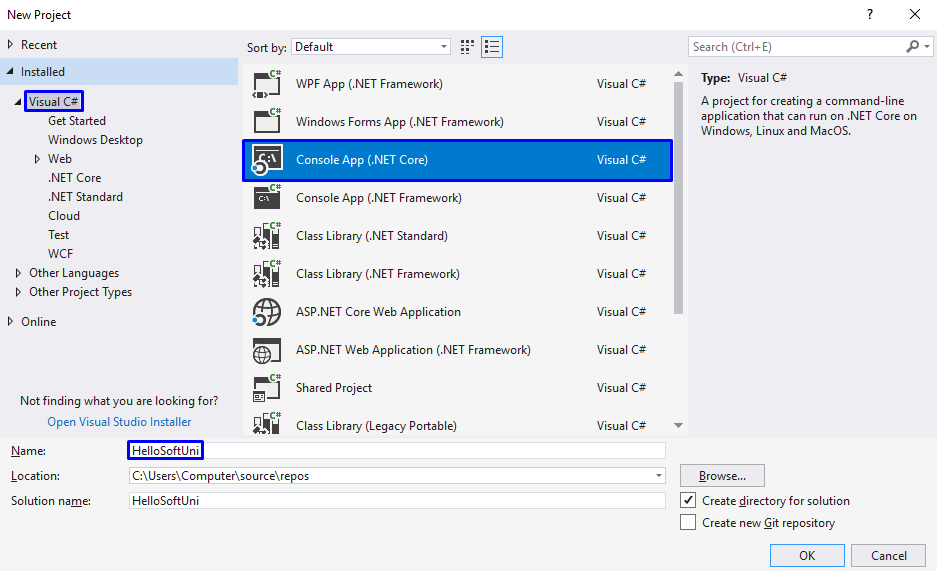 New Project
?
Recent
Installed
Visual C#
Get Started
Windows Desktop
Web
.NET Core
.NET Standard
Cloud
Test
WCF
Other Languages
Other Project Types
Online
Not finding what you are looking for?
Open Visual Studio Installer
Sort by: Default
WPF App (.NET Framework) Visual C#
Windows Forms App (.NET Framework) Visual C#
Console App (.NET Core) Visual C#
Console App (.NET Framework) Visual C#
Class Library (.NET Standard) Visual C#
Class Library (.NET Framework) Visual C#
ASP.NET Core Web Application Visual C#
ASP.NET Web Application (.NET Framework) Visual C#
Shared Project Visual C#
Class Library (Legacy Portable) Visual C#
Search (Ctrl+E)
Type: Visual C#
A project for creating a command-line
application that can run on .NET Core on
Windows, Linux and MacOS.
Name: HelloSoftUni
Location: C:\Users\Computer\source\repos
Browse...
Solution name: HelloSoftUni
Create directory for solution
Create new Git repository
OK
Cancel